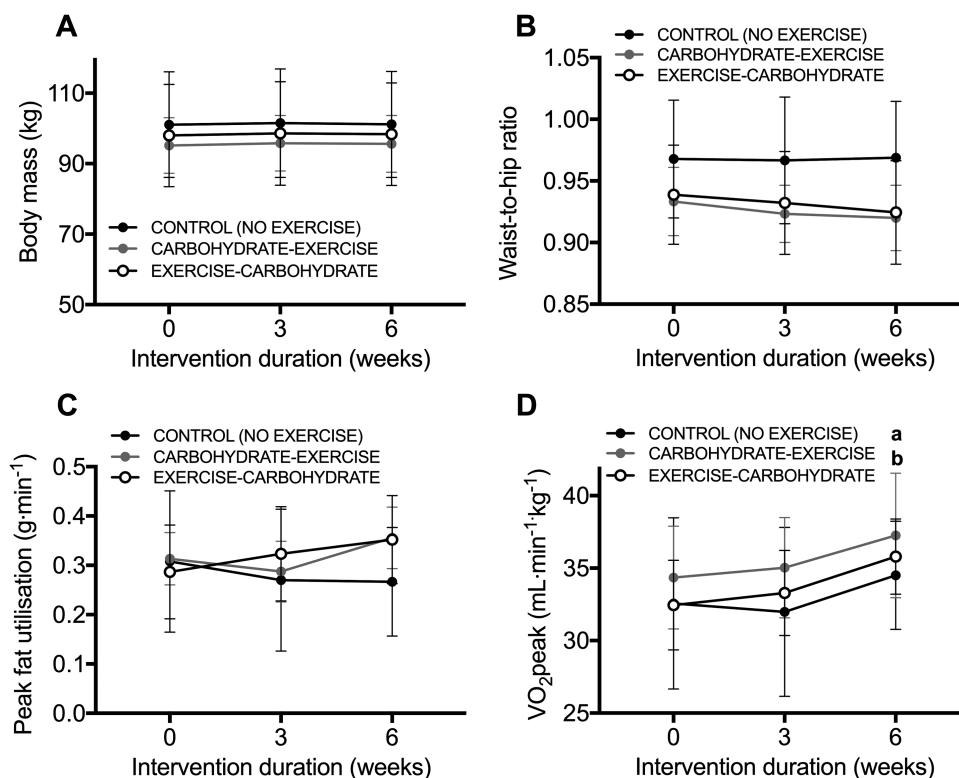 A
Body mass (kg)
110
90
70
50
CONTROL (NO EXERCISE)
CARBOHYDRATE-EXERCISE
EXERCISE-CARBOHYDRATE
0 3 6
Intervention duration (weeks)
B
CONTROL (NO EXERCISE)
CARBOHYDRATE-EXERCISE
EXERCISE-CARBOHYDRATE
Waist-to-hip ratio
1.05
1.00
0.95
0.90
0.85
0 3 6
Intervention duration (weeks)
C
CONTROL (NO EXERCISE)
CARBOHYDRATE-EXERCISE
EXERCISE-CARBOHYDRATE
Peak fat utilisation (g·min⁻¹)
0.5
0.4
0.3
0.2
0.1
0.0
0 3 6
Intervention duration (weeks)
D
CONTROL (NO EXERCISE) a
CARBOHYDRATE-EXERCISE b
EXERCISE-CARBOHYDRATE
VO₂peak (mL·min⁻¹·kg⁻¹)
40
35
30
25
0 3 6
Intervention duration (weeks)